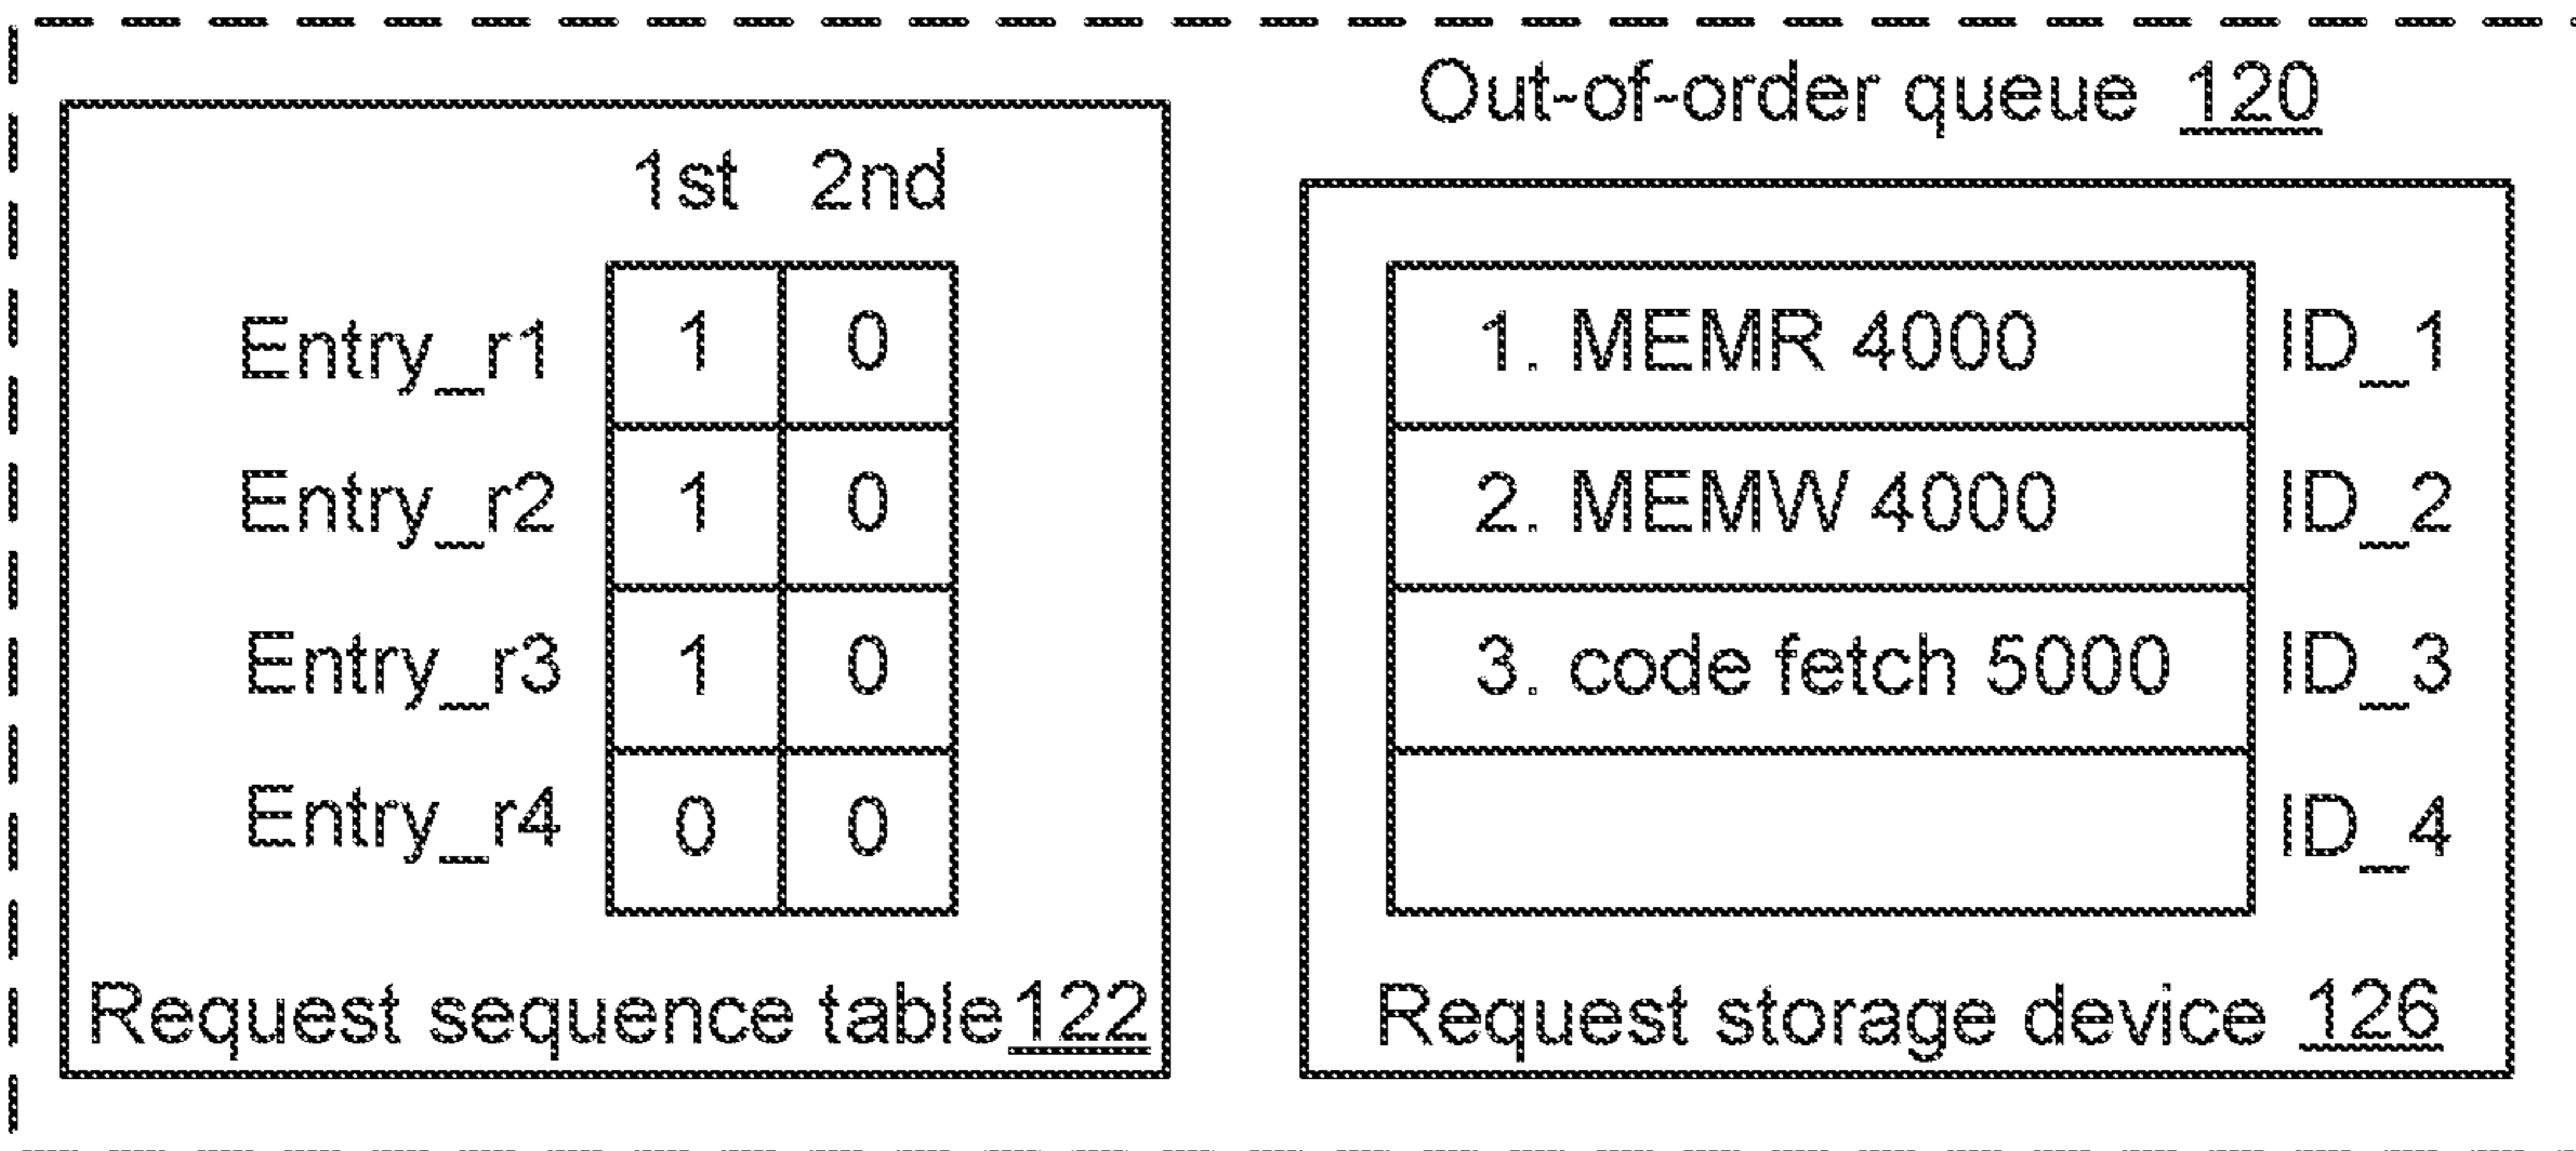 Out-of-order queue 120
1st 2nd
Entry_r1 1 0
Entry_r2 1 0
Entry_r3 1 0
Entry_r4 0 0
Request sequence table 122
1. MEMR 4000 ID_1
2. MEMW 4000 ID_2
3. code fetch 5000 ID_3
ID_4
Request storage device 126